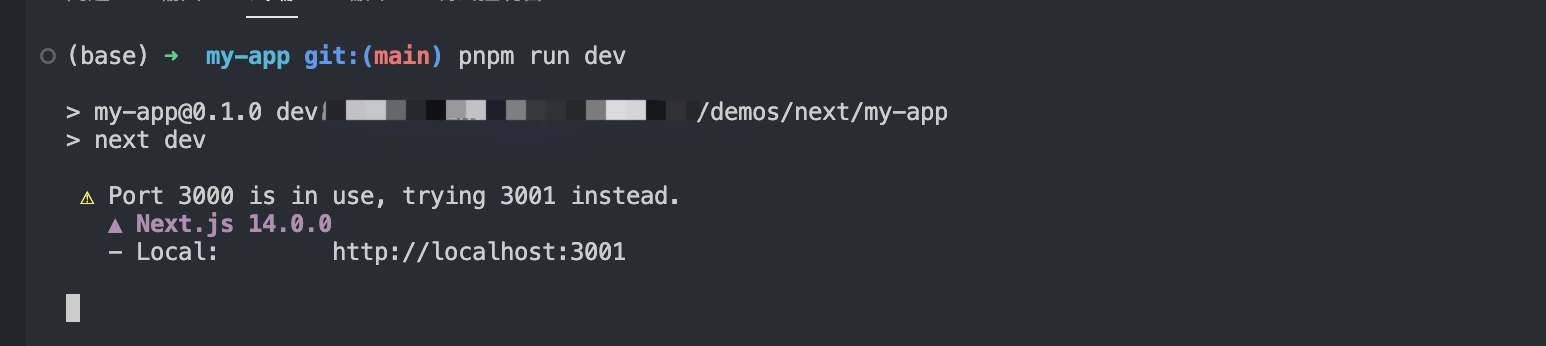 (base) ➜ my-app git:(main) pnpm run dev
> my-app@0.1.0 dev /demos/next/my-app
> next dev
⚠ Port 3000 is in use, trying 3001 instead.
▲ Next.js 14.0.0
- Local: http://localhost:3001